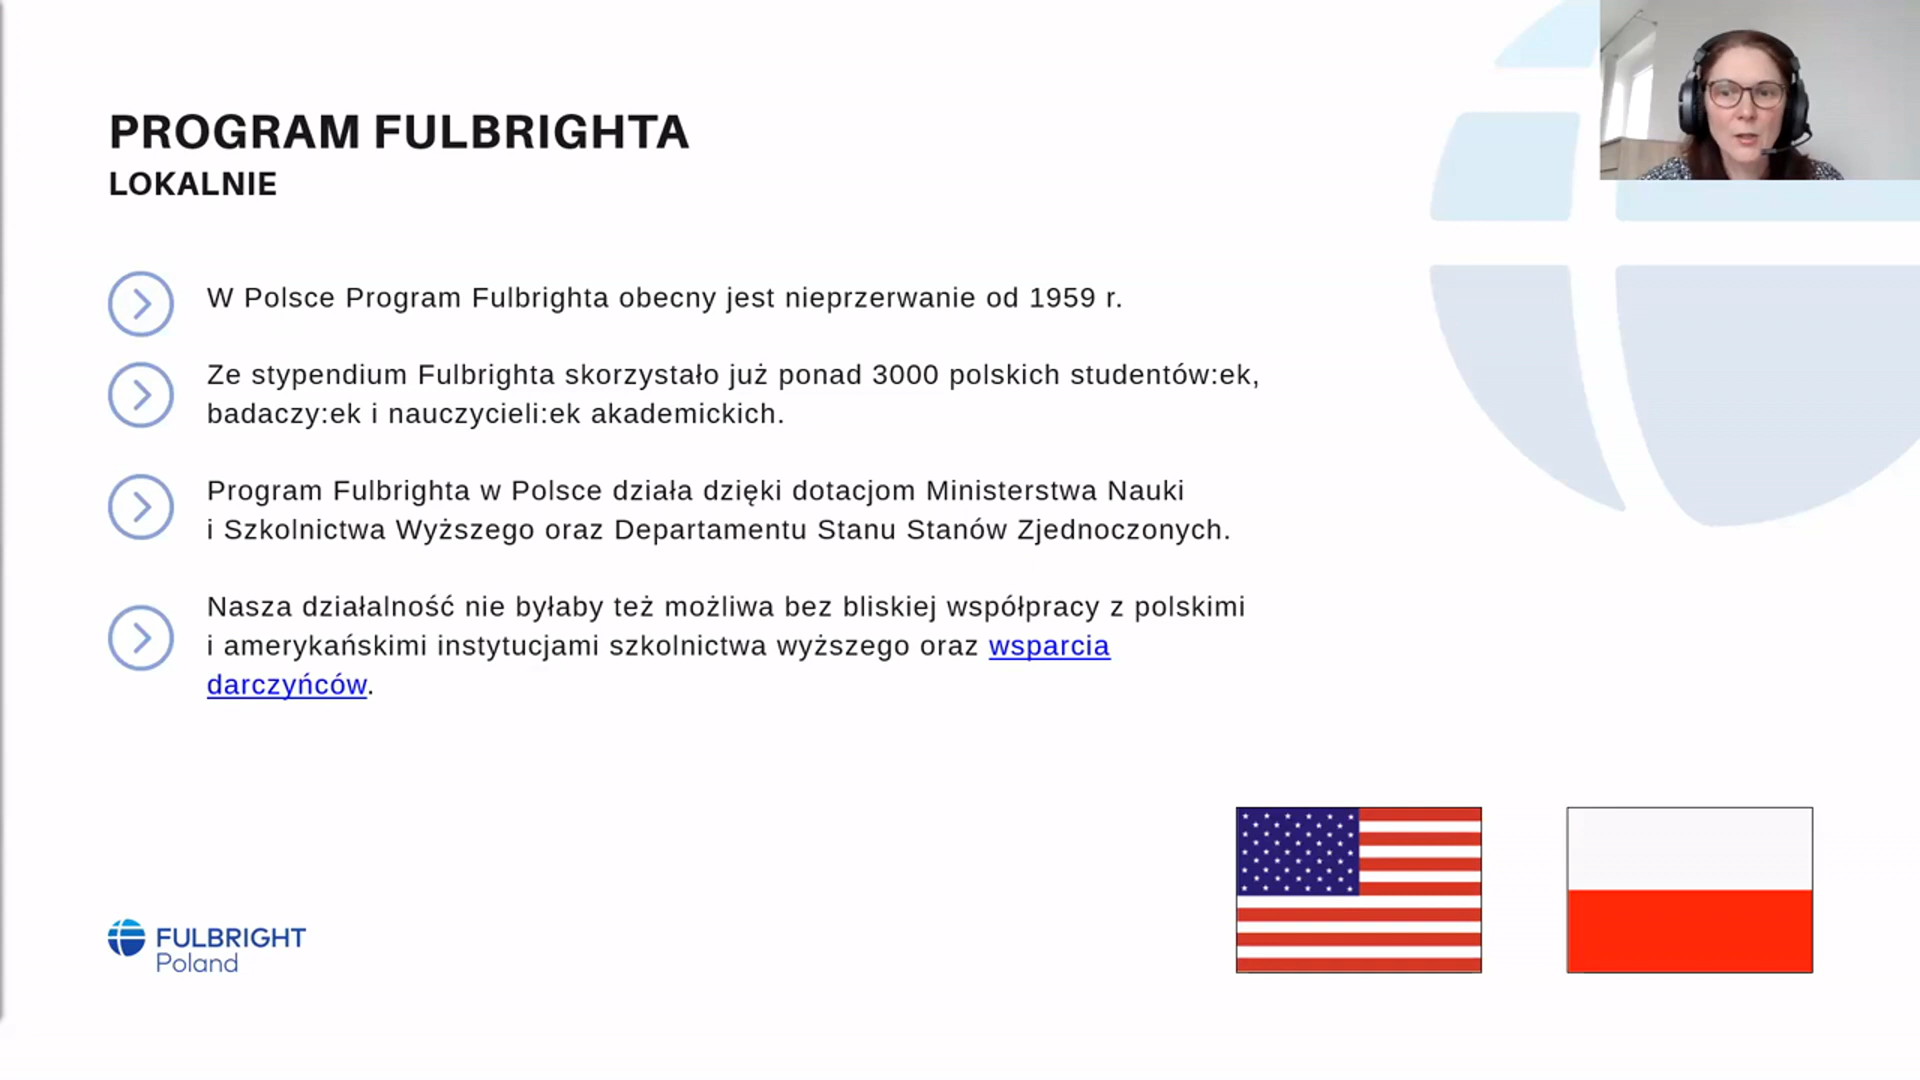 PROGRAM FULBRIGHTA
LOKALNIE
W Polsce Program Fulbrighta obecny jest nieprzerwanie od 1959 r.
Ze stypendium Fulbrighta skorzystało już ponad 3000 polskich studentów:ek,
badaczy:ek i nauczycieli:ek akademickich.
Program Fulbrighta w Polsce działa dzięki dotacjom Ministerstwa Nauki
i Szkolnictwa Wyższego oraz Departamentu Stanu Stanów Zjednoczonych.
Nasza działalność nie byłaby też możliwa bez bliskiej współpracy z polskimi
i amerykańskimi instytucjami szkolnictwa wyższego oraz wsparcia
darczyńców.
FULBRIGHT
Poland